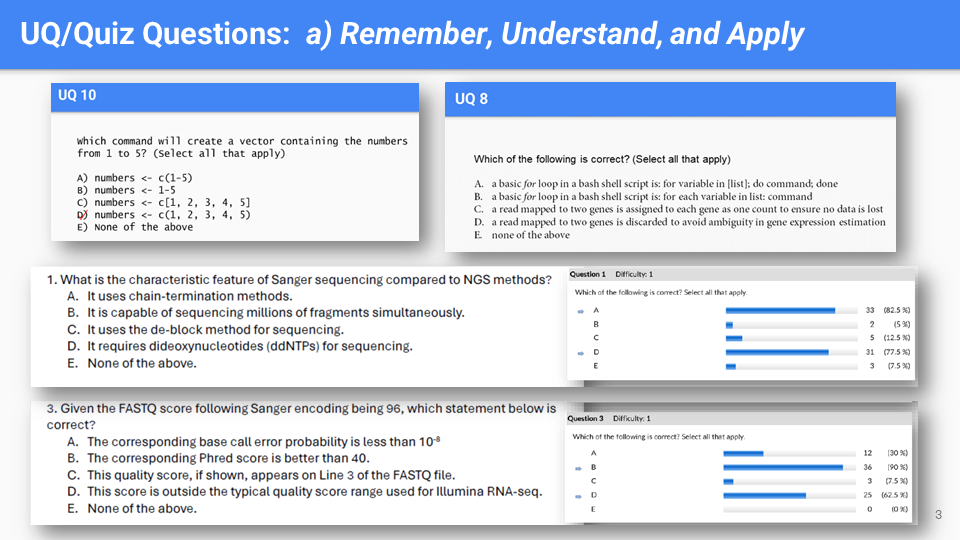 UQ/Quiz Questions: a) Remember, Understand, and Apply
UQ 10
Which command will create a vector containing the numbers
from 1 to 5? (Select all that apply)
A) numbers <- c(1-5)
B) numbers <- 1-5
C) numbers <- c[1, 2, 3, 4, 5]
D) numbers <- c(1, 2, 3, 4, 5)
E) None of the above
UQ 8
Which of the following is correct? (Select all that apply)
A. a basic for loop in a bash shell script is: for variable in [list]; do command; done
B. a basic for loop in a bash shell script is: for each variable in list: command
C. a read mapped to two genes is assigned to each gene as one count to ensure no data is lost
D. a read mapped to two genes is discarded to avoid ambiguity in gene expression estimation
E. none of the above
1. What is the characteristic feature of Sanger sequencing compared to NGS methods?
A. It uses chain-termination methods.
B. It is capable of sequencing millions of fragments simultaneously.
C. It uses the de-block method for sequencing.
D. It requires dideoxynucleotides (ddNTPs) for sequencing.
E. None of the above.
Question 1 Difficulty: 1
Which of the following is correct? Select all that apply.
A 33 (82.5 %)
B 2 (5 %)
C 5 (12.5 %)
D 31 (77.5 %)
E 3 (7.5 %)
3. Given the FASTQ score following Sanger encoding being 96, which statement below is
correct?
A. The corresponding base call error probability is less than 10⁻⁸
B. The corresponding Phred score is better than 40.
C. This quality score, if shown, appears on Line 3 of the FASTQ file.
D. This score is outside the typical quality score range used for Illumina RNA-seq.
E. None of the above.
Question 3 Difficulty: 1
Which of the following is correct? Select all that apply.
A 12 (30 %)
B 36 (90 %)
C 3 (7.5 %)
D 25 (62.5 %)
E 0 (0 %)
3